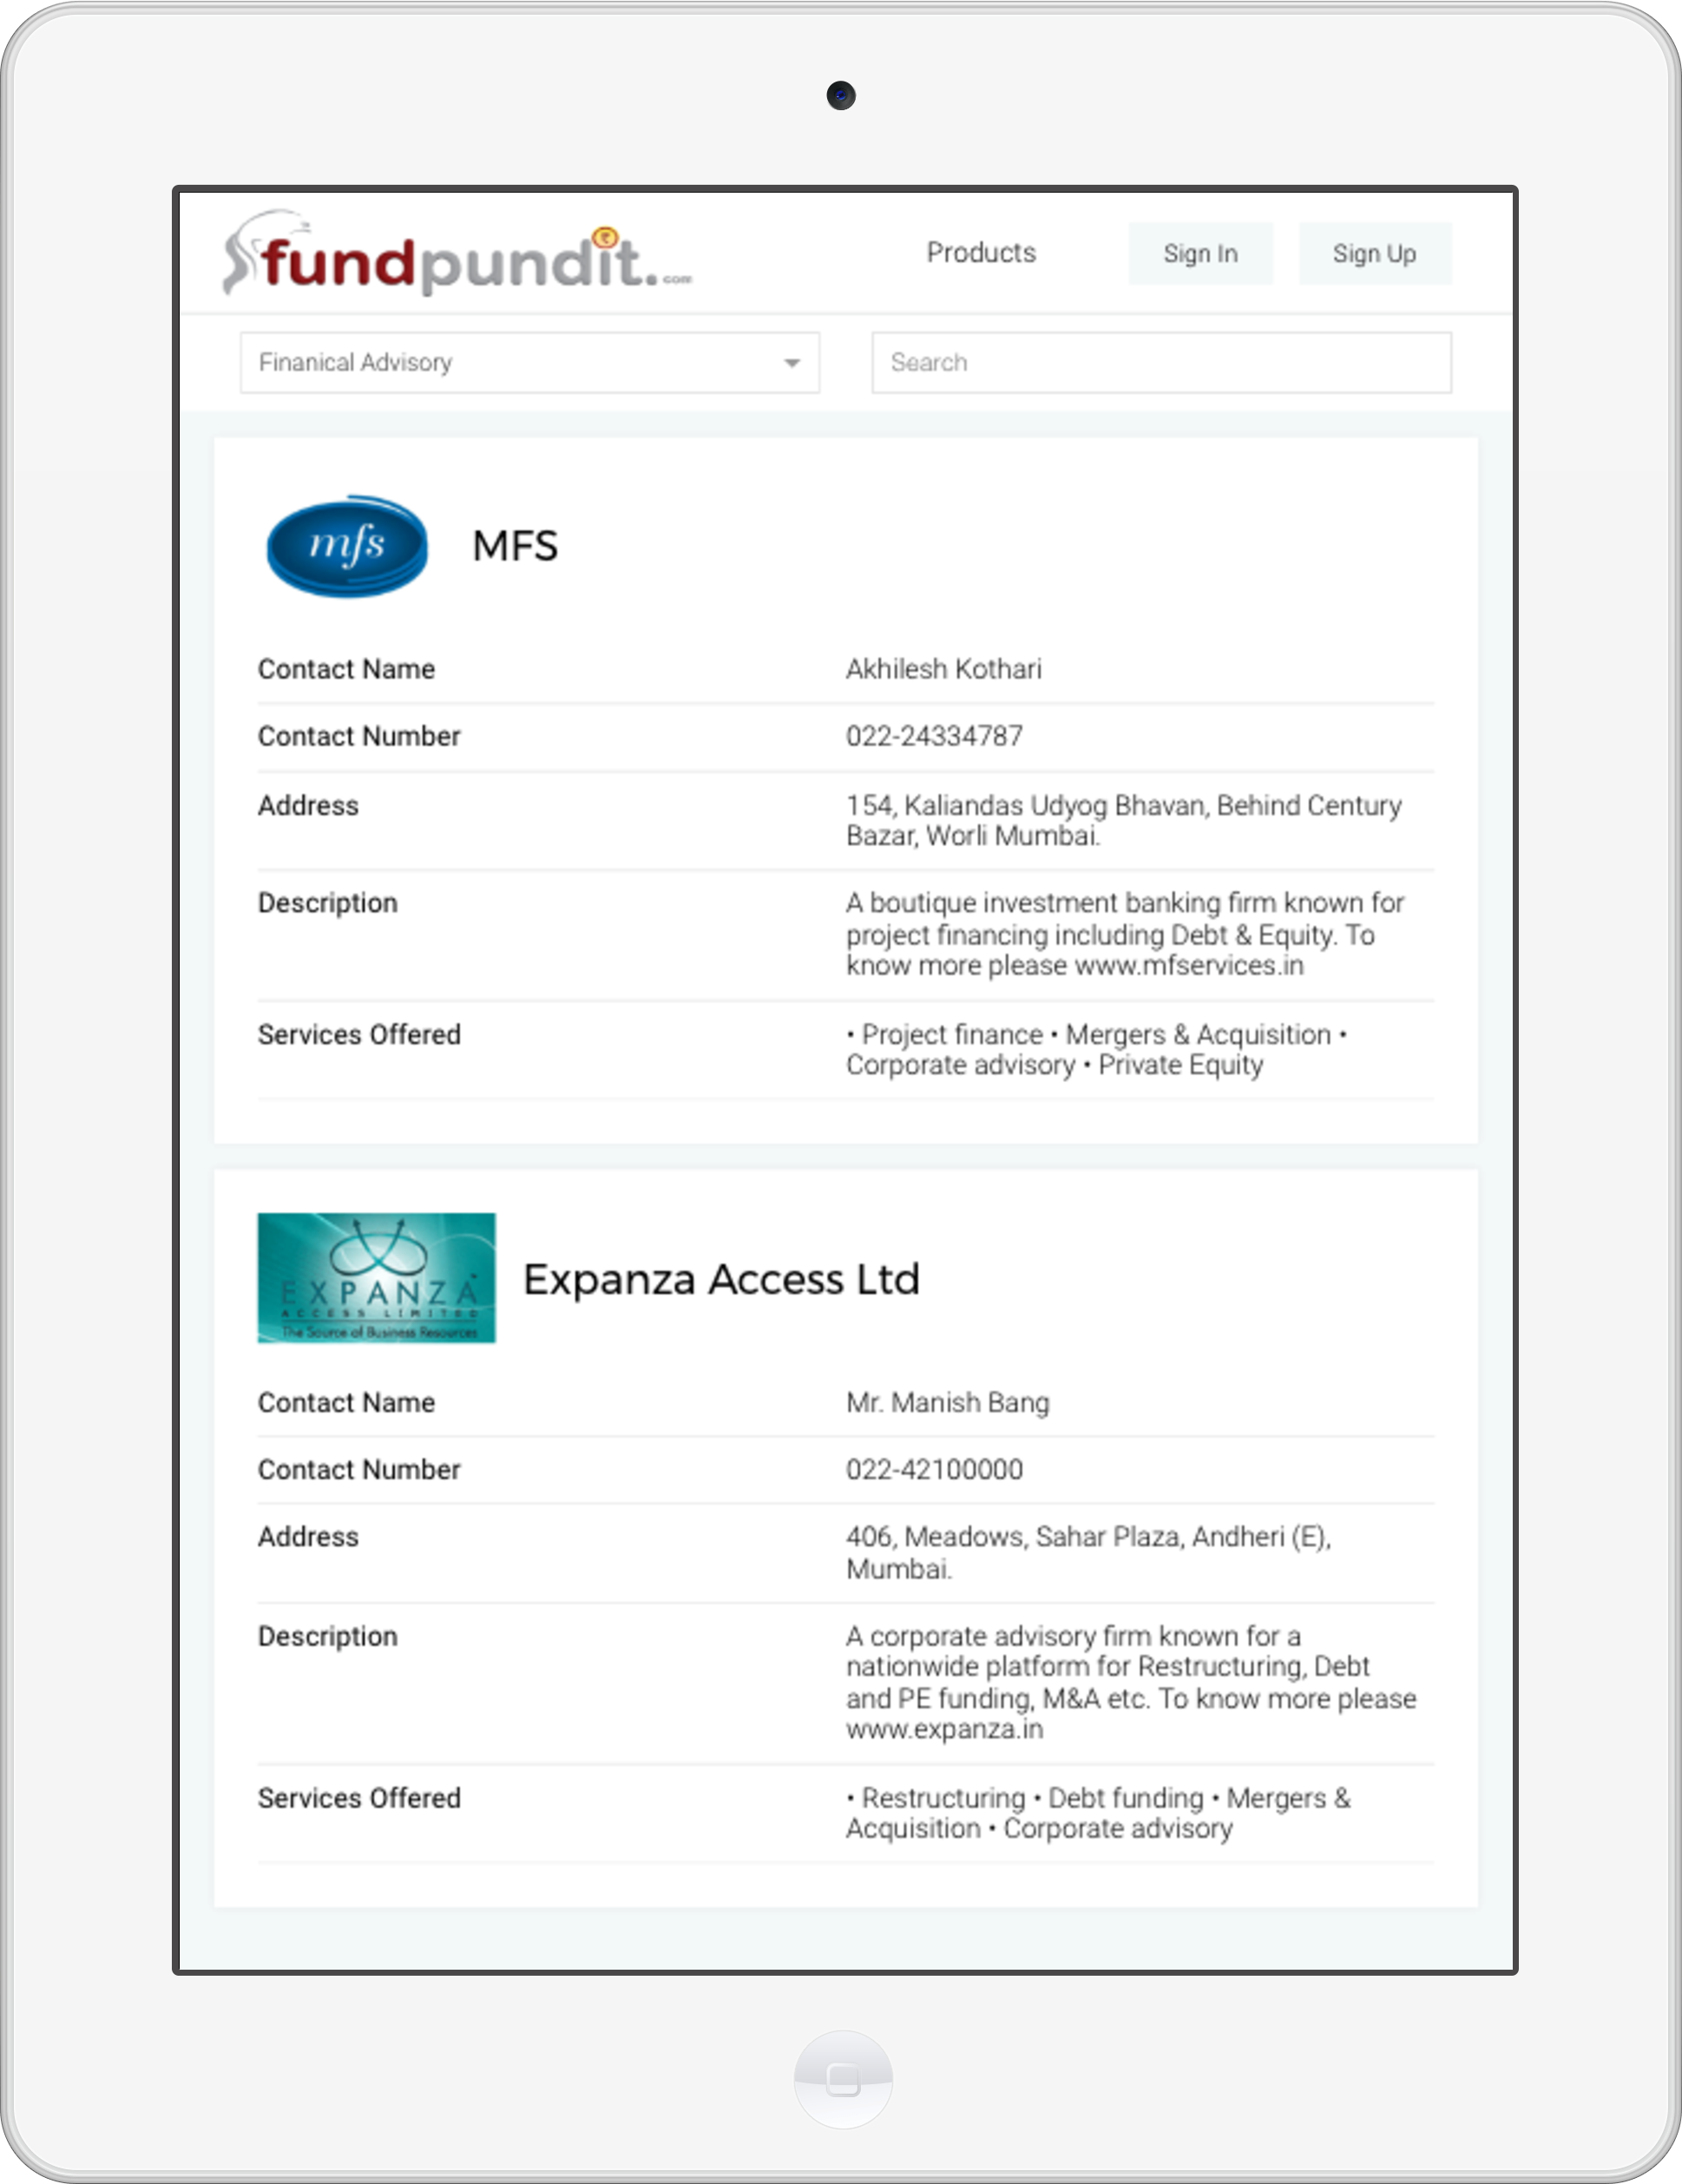 fundpundit.com
Products
Sign In
Sign Up
Finanical Advisory
Search
mfs
MFS
Contact Name
Akhilesh Kothari
Contact Number
022-24334787
Address
154, Kaliandas Udyog Bhavan, Behind Century
Bazar, Worli Mumbai.
Description
A boutique investment banking firm known for
project financing including Debt & Equity. To
know more please www.mfservices.in
Services Offered
• Project finance • Mergers & Acquisition •
Corporate advisory • Private Equity
EXPANZA™
ACCESS LIMITED
The Source of Business Resources
Expanza Access Ltd
Contact Name
Mr. Manish Bang
Contact Number
022-42100000
Address
406, Meadows, Sahar Plaza, Andheri (E),
Mumbai.
Description
A corporate advisory firm known for a
nationwide platform for Restructuring, Debt
and PE funding, M&A etc. To know more please
www.expanza.in
Services Offered
• Restructuring • Debt funding • Mergers &
Acquisition • Corporate advisory